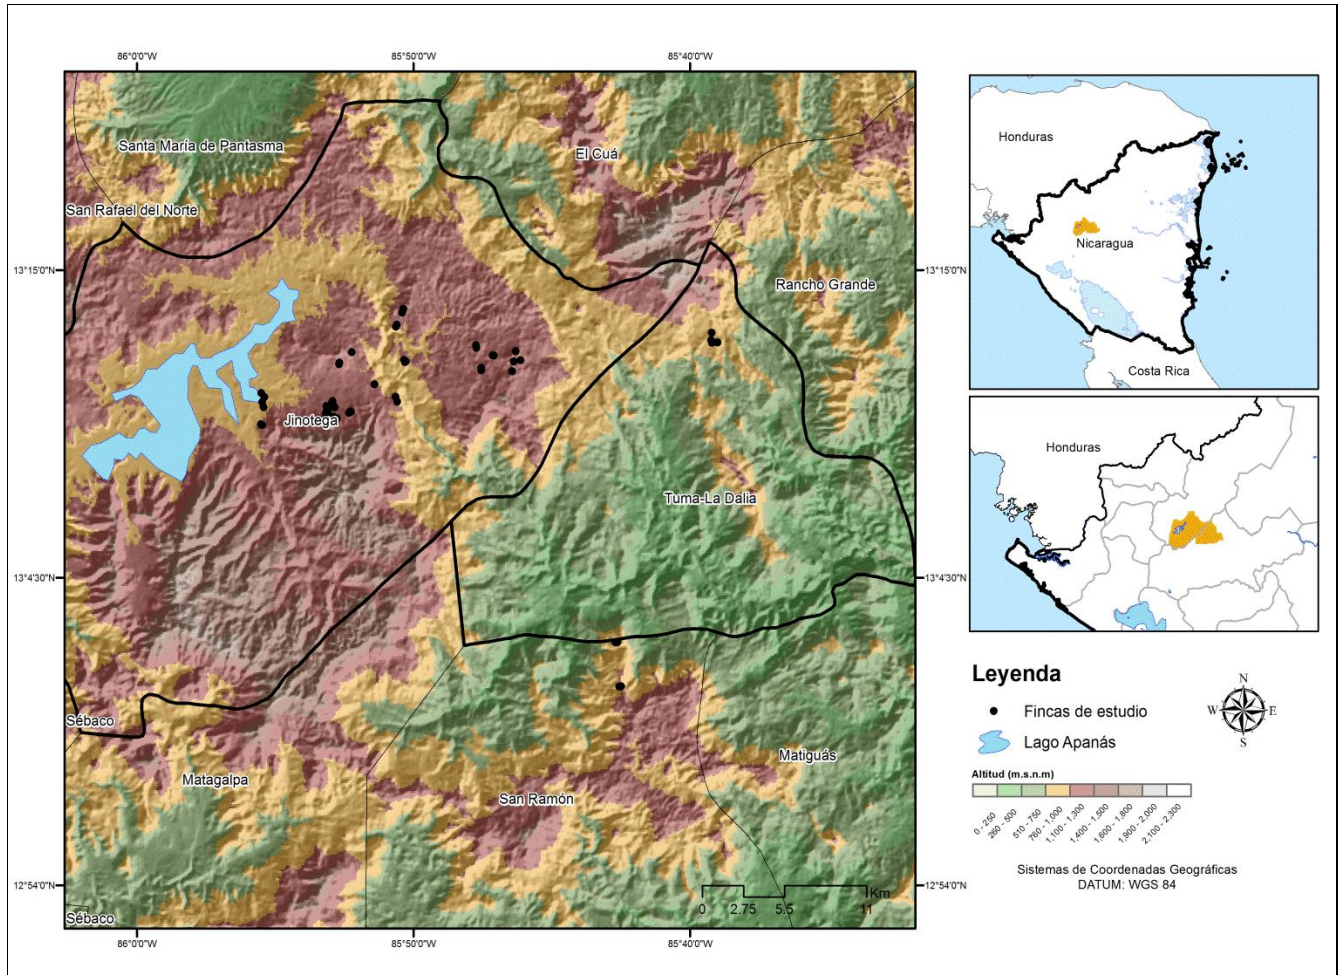 86°0'0"W
85°50'0"W
85°40'0"W
Santa María de Pantasma
El Cuá
San Rafael del Norte
13°15'0"N
13°15'0"N
Rancho Grande
Jinotega
Tuma-La Dalia
13°4'30"N
13°4'30"N
Sébaco
Matagalpa
Matiguás
San Ramón
12°54'0"N
12°54'0"N
Sébaco
Km
0 2.75 5.5 11
86°0'0"W
85°50'0"W
85°40'0"W
Honduras
Nicaragua
Costa Rica
Honduras
Leyenda
Fincas de estudio
Lago Apanás
N
W E
S
Altitud (m.s.n.m)
0 - 250
260 - 500
510 - 750
760 - 1,000
1,100 - 1,300
1,400 - 1,500
1,600 - 1,800
1,900 - 2,000
2,100 - 2,300
Sistemas de Coordenadas Geográficas
DATUM: WGS 84